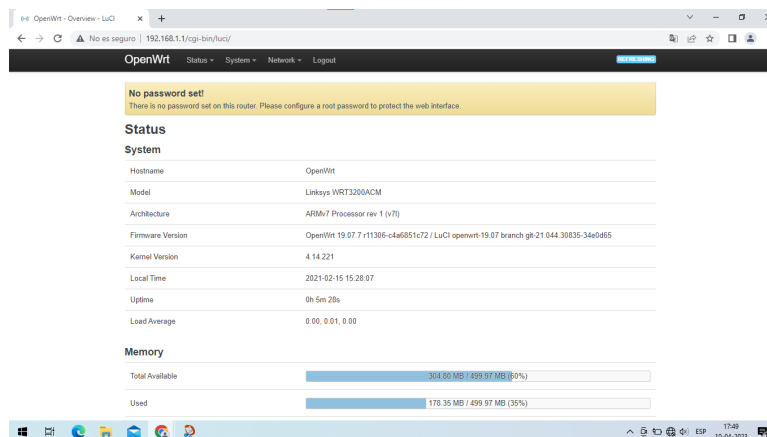 OpenWrt - Overview - LuCI
No es seguro | 192.168.1.1/cgi-bin/luci/
OpenWrt Status System Network Logout REFRESHING
No password set!
There is no password set on this router. Please configure a root password to protect the web interface.
Status
System
Hostname OpenWrt
Model Linksys WRT3200ACM
Architecture ARMv7 Processor rev 1 (v7l)
Firmware Version OpenWrt 19.07.7 r11306-c4a6851c72 / LuCI openwrt-19.07 branch git-21.044.30835-34e0d65
Kernel Version 4.14.221
Local Time 2021-02-15 15:28:07
Uptime 0h 5m 28s
Load Average 0.00, 0.01, 0.00
Memory
Total Available 304.80 MB / 499.97 MB (60%)
Used 178.35 MB / 499.97 MB (35%)
ESP 17:49
10-04-2023